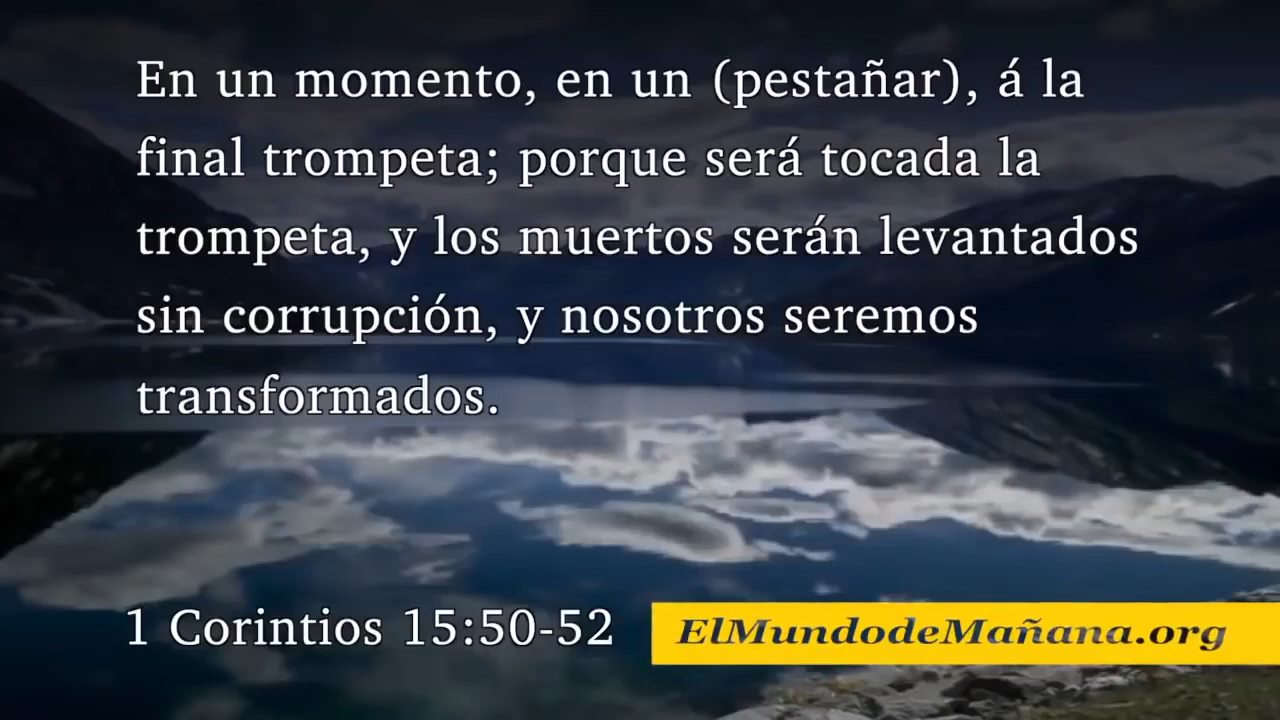 En un momento, en un (pestañar), á la
final trompeta; porque será tocada la
trompeta, y los muertos serán levantados
sin corrupción, y nosotros seremos
transformados.
1 Corintios 15:50-52
ElMundodeMañana.org